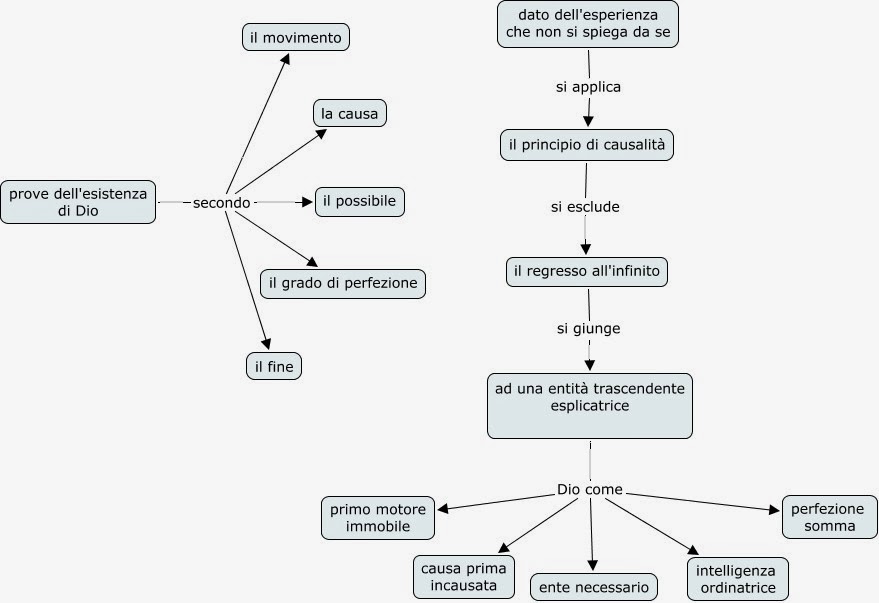 prove dell'esistenza
di Dio
secondo
il movimento
la causa
il possibile
il grado di perfezione
il fine
dato dell'esperienza
che non si spiega da se
si applica
il principio di causalità
si esclude
il regresso all'infinito
si giunge
ad una entità trascendente
esplicatrice
Dio come
primo motore
immobile
causa prima
incausata
ente necessario
intelligenza
ordinatrice
perfezione
somma